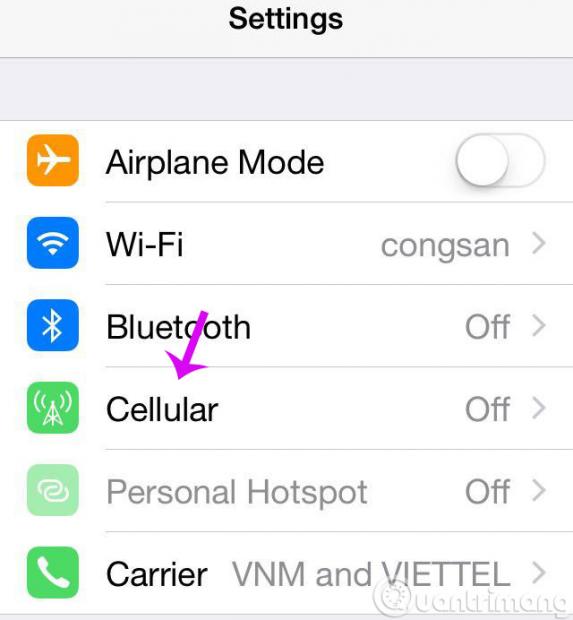 Settings
Airplane Mode
Wi-Fi congsan
Bluetooth Off
Cellular Off
Personal Hotspot Off
Carrier VNM and VIETTEL
Quantrimang